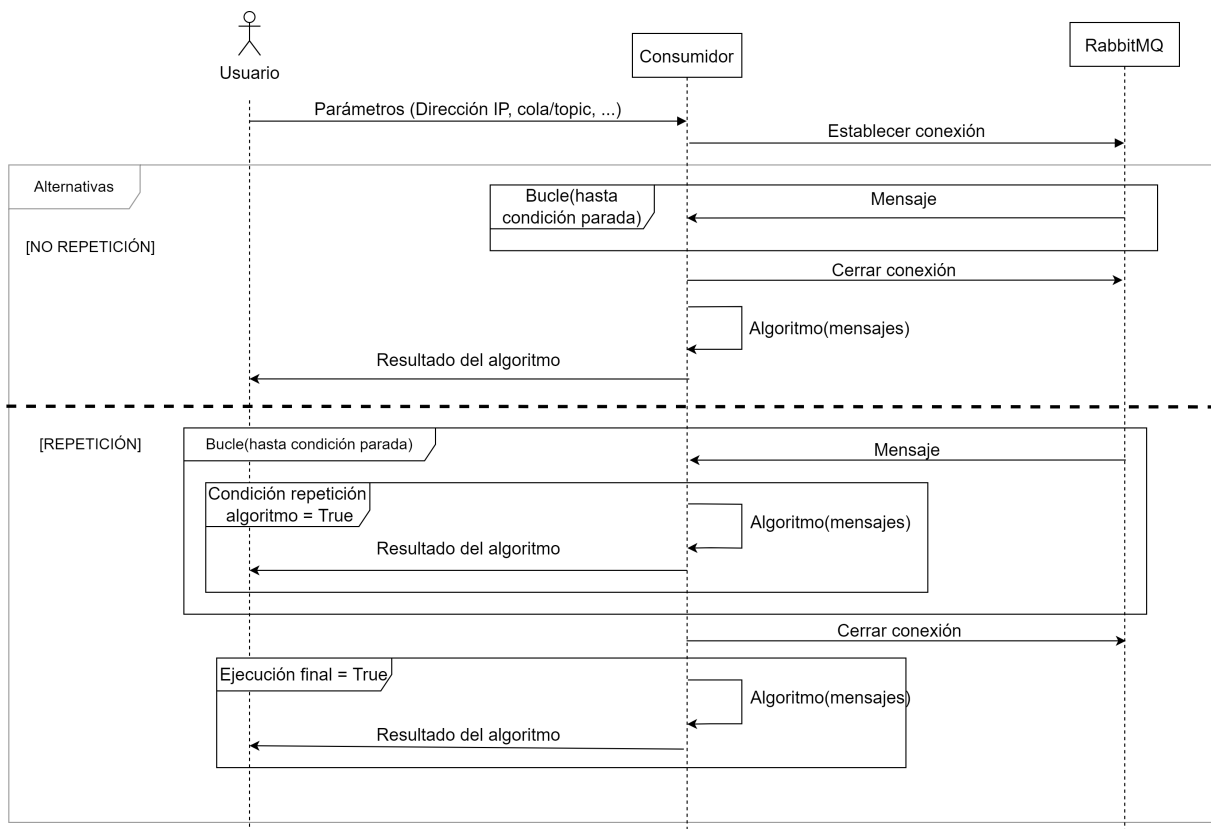 Usuario
Consumidor
RabbitMQ
Parámetros (Dirección IP, cola/topic, ...)
Establecer conexión
Alternativas
Bucle(hasta
condición parada)
Mensaje
[NO REPETICIÓN]
Cerrar conexión
Algoritmo(mensajes)
Resultado del algoritmo
[REPETICIÓN]
Bucle(hasta condición parada)
Mensaje
Condición repetición
algoritmo = True
Algoritmo(mensajes)
Resultado del algoritmo
Cerrar conexión
Ejecución final = True
Algoritmo(mensajes)
Resultado del algoritmo